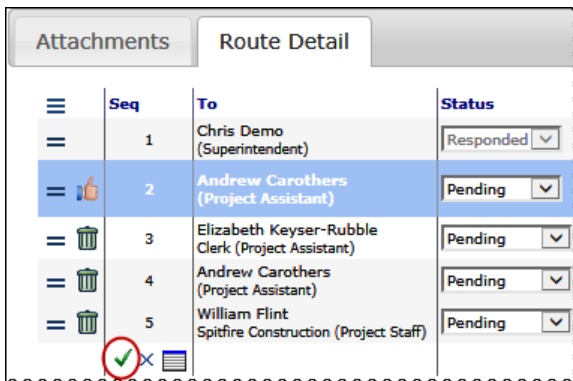 Attachments Route Detail
Seq To Status
1 Chris Demo Responded
(Superintendent)
2 Andrew Carothers Pending
(Project Assistant)
3 Elizabeth Keyser-Rubble Pending
Clerk (Project Assistant)
4 Andrew Carothers Pending
(Project Assistant)
5 William Flint Pending
Spitfire Construction (Project Staff)